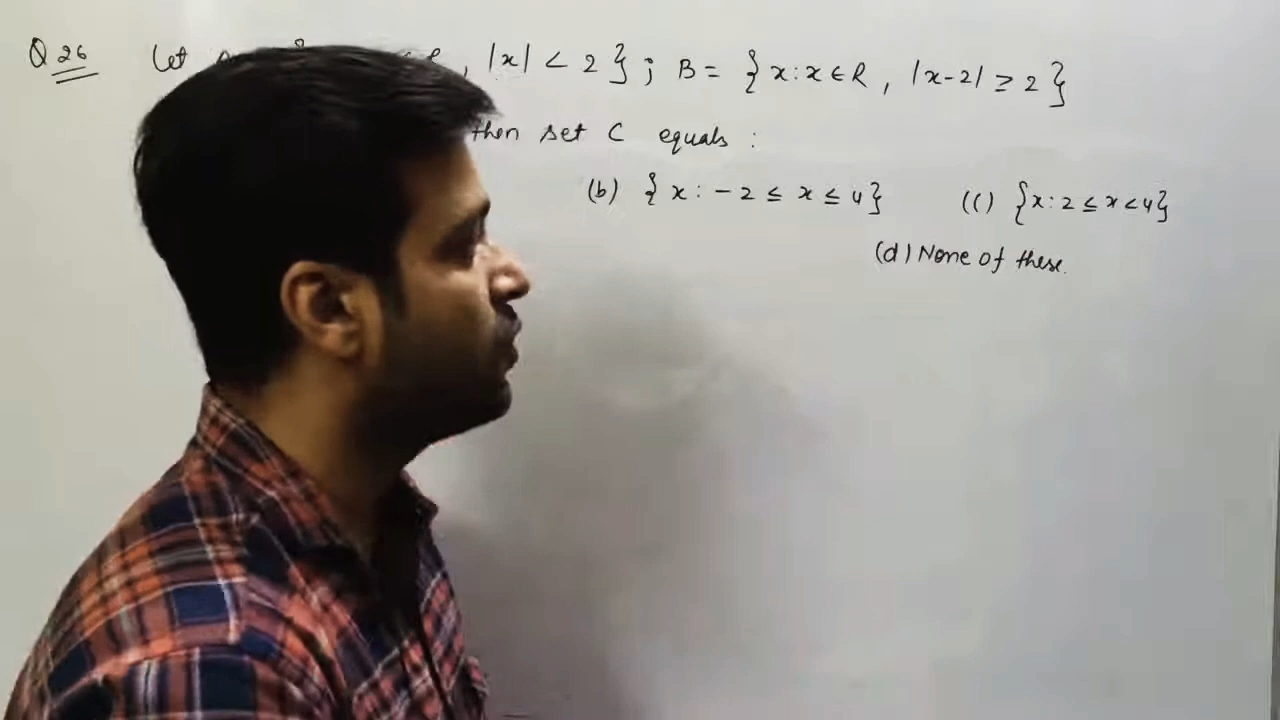 Q 26 Let , |x| < 2 } ; B = { x : x ∈ R , |x-2| ≥ 2 }
then set C equals :
(b) { x : -2 ≤ x ≤ 4 } (c) { x : 2 ≤ x < 4 }
(d) None of these.